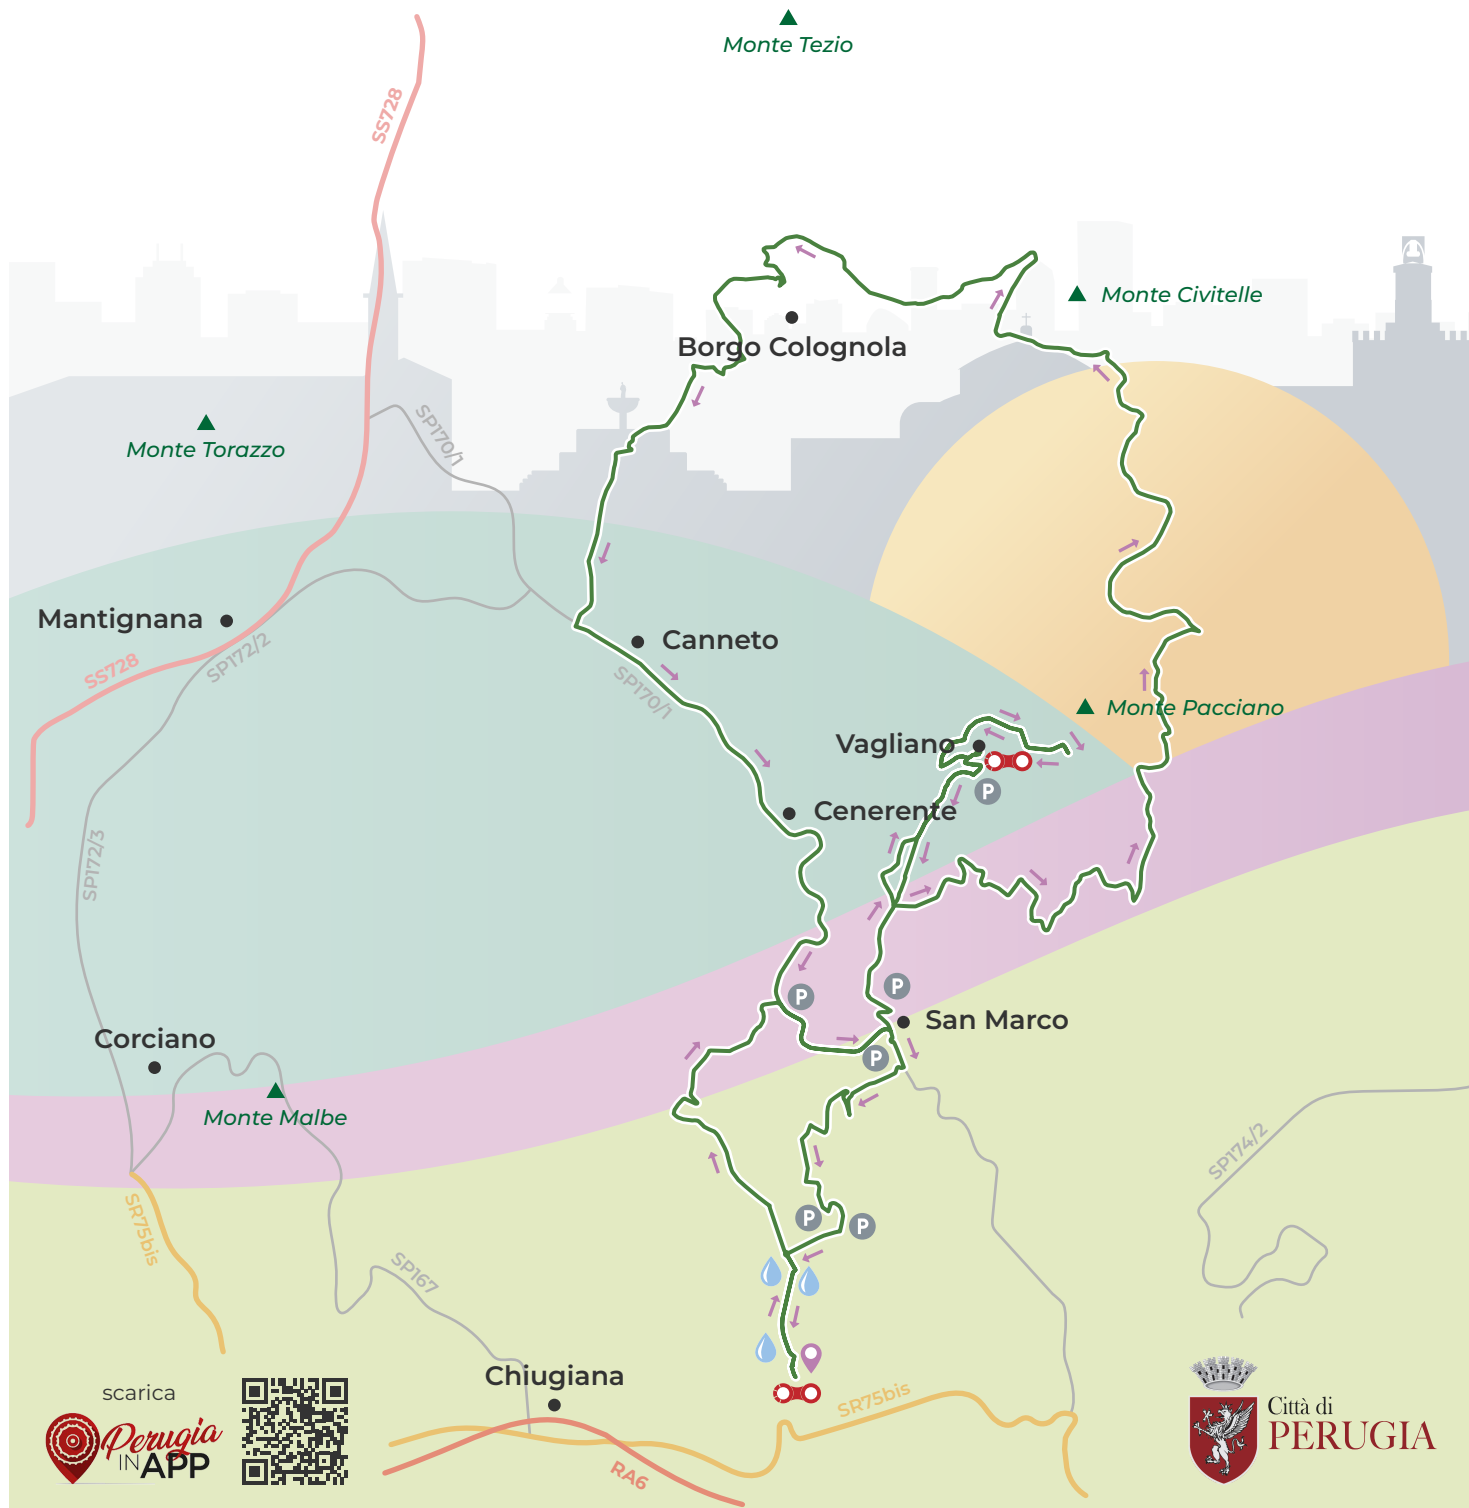 Monte Tezio
SS728
Monte Civitelle
Borgo Colognola
SP170/1
Monte Torazzo
Mantignana
SS728
SP172/2
Canneto
SP170/1
Monte Pacciano
Vagliano
P
Cenerente
SP172/3
P
P
San Marco
Corciano
P
Monte Malbe
SP174/2
P
P
SR75bis
SP167
Chiugiana
SR75bis
scarica
Perugia
IN APP
RA6
Città di
PERUGIA